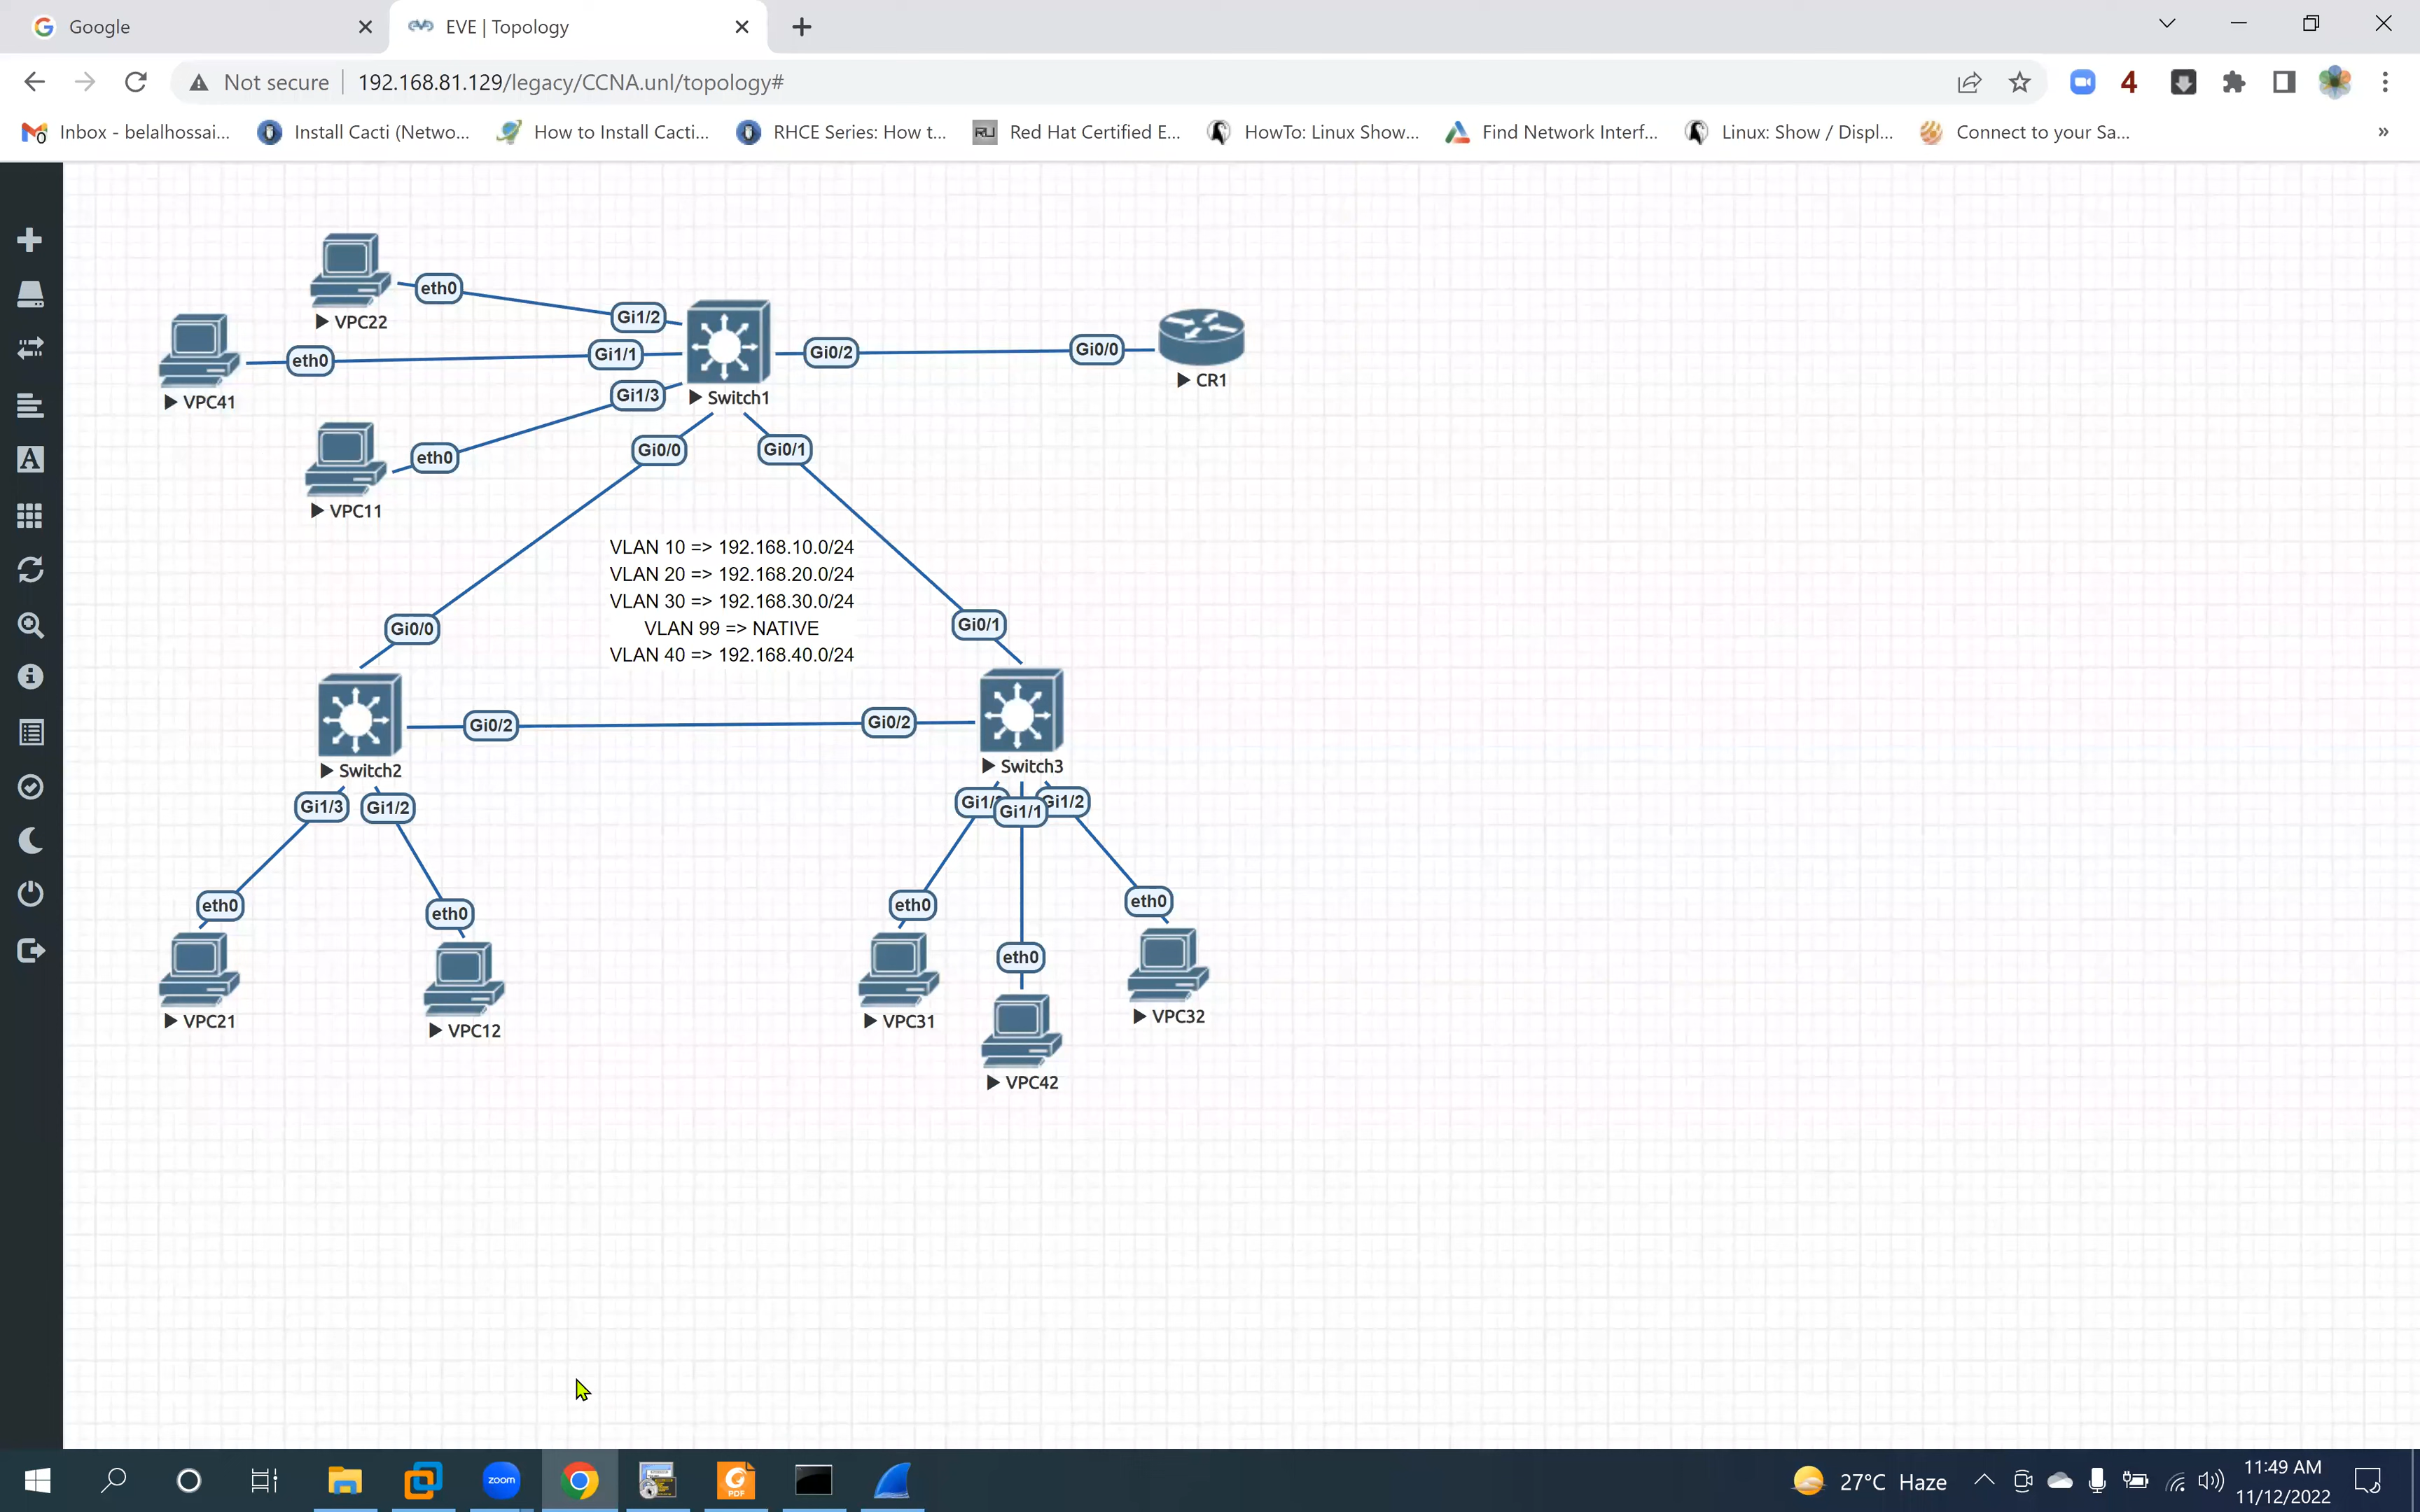 Google
EVE | Topology
Not secure
192.168.81.129/legacy/CCNA.unl/topology#
4
Inbox - belalhossai...
Install Cacti (Netwo...
How to Install Cacti...
RHCE Series: How t...
RU
Red Hat Certified E...
HowTo: Linux Show...
Find Network Interf...
Linux: Show / Displ...
Connect to your Sa...
»
VPC22
eth0
Gi1/2
VPC41
eth0
Gi1/1
Gi1/3
Switch1
Gi0/2
Gi0/0
CR1
VPC11
eth0
Gi0/0
Gi0/1
VLAN 10 => 192.168.10.0/24
VLAN 20 => 192.168.20.0/24
VLAN 30 => 192.168.30.0/24
VLAN 99 => NATIVE
VLAN 40 => 192.168.40.0/24
Gi0/0
Gi0/1
Switch2
Gi0/2
Gi0/2
Switch3
Gi1/3
Gi1/2
Gi1/1
Gi1/2
eth0
eth0
eth0
eth0
eth0
VPC21
VPC12
VPC31
VPC42
VPC32
A
zoom
PDF
27°C Haze
11:49 AM
11/12/2022